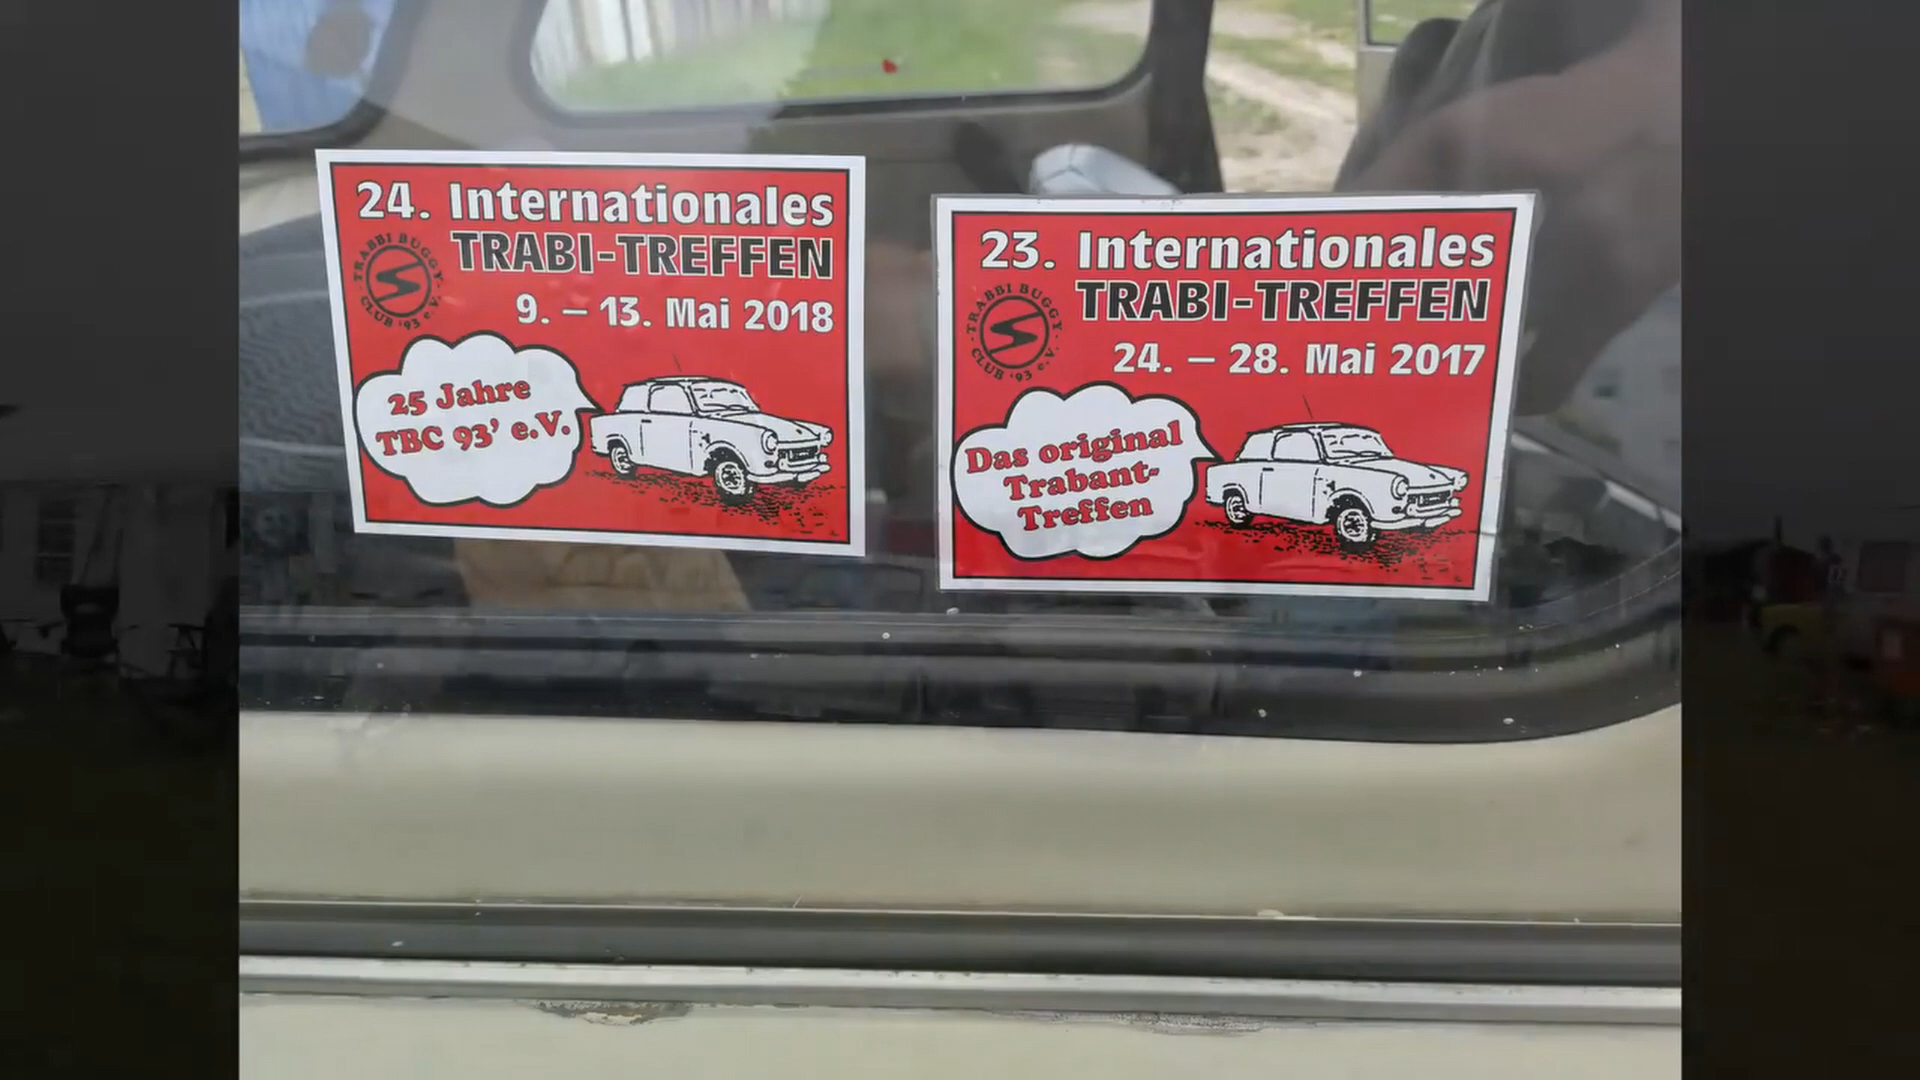 24. Internationales
TRABI-TREFFEN
9. – 13. Mai 2018
TRABBI BUGGY
CLUB '93 e.V.
25 Jahre
TBC 93' e.V.
23. Internationales
TRABI-TREFFEN
24. – 28. Mai 2017
TRABBI BUGGY
CLUB '93 e.V.
Das original
Trabant-
Treffen